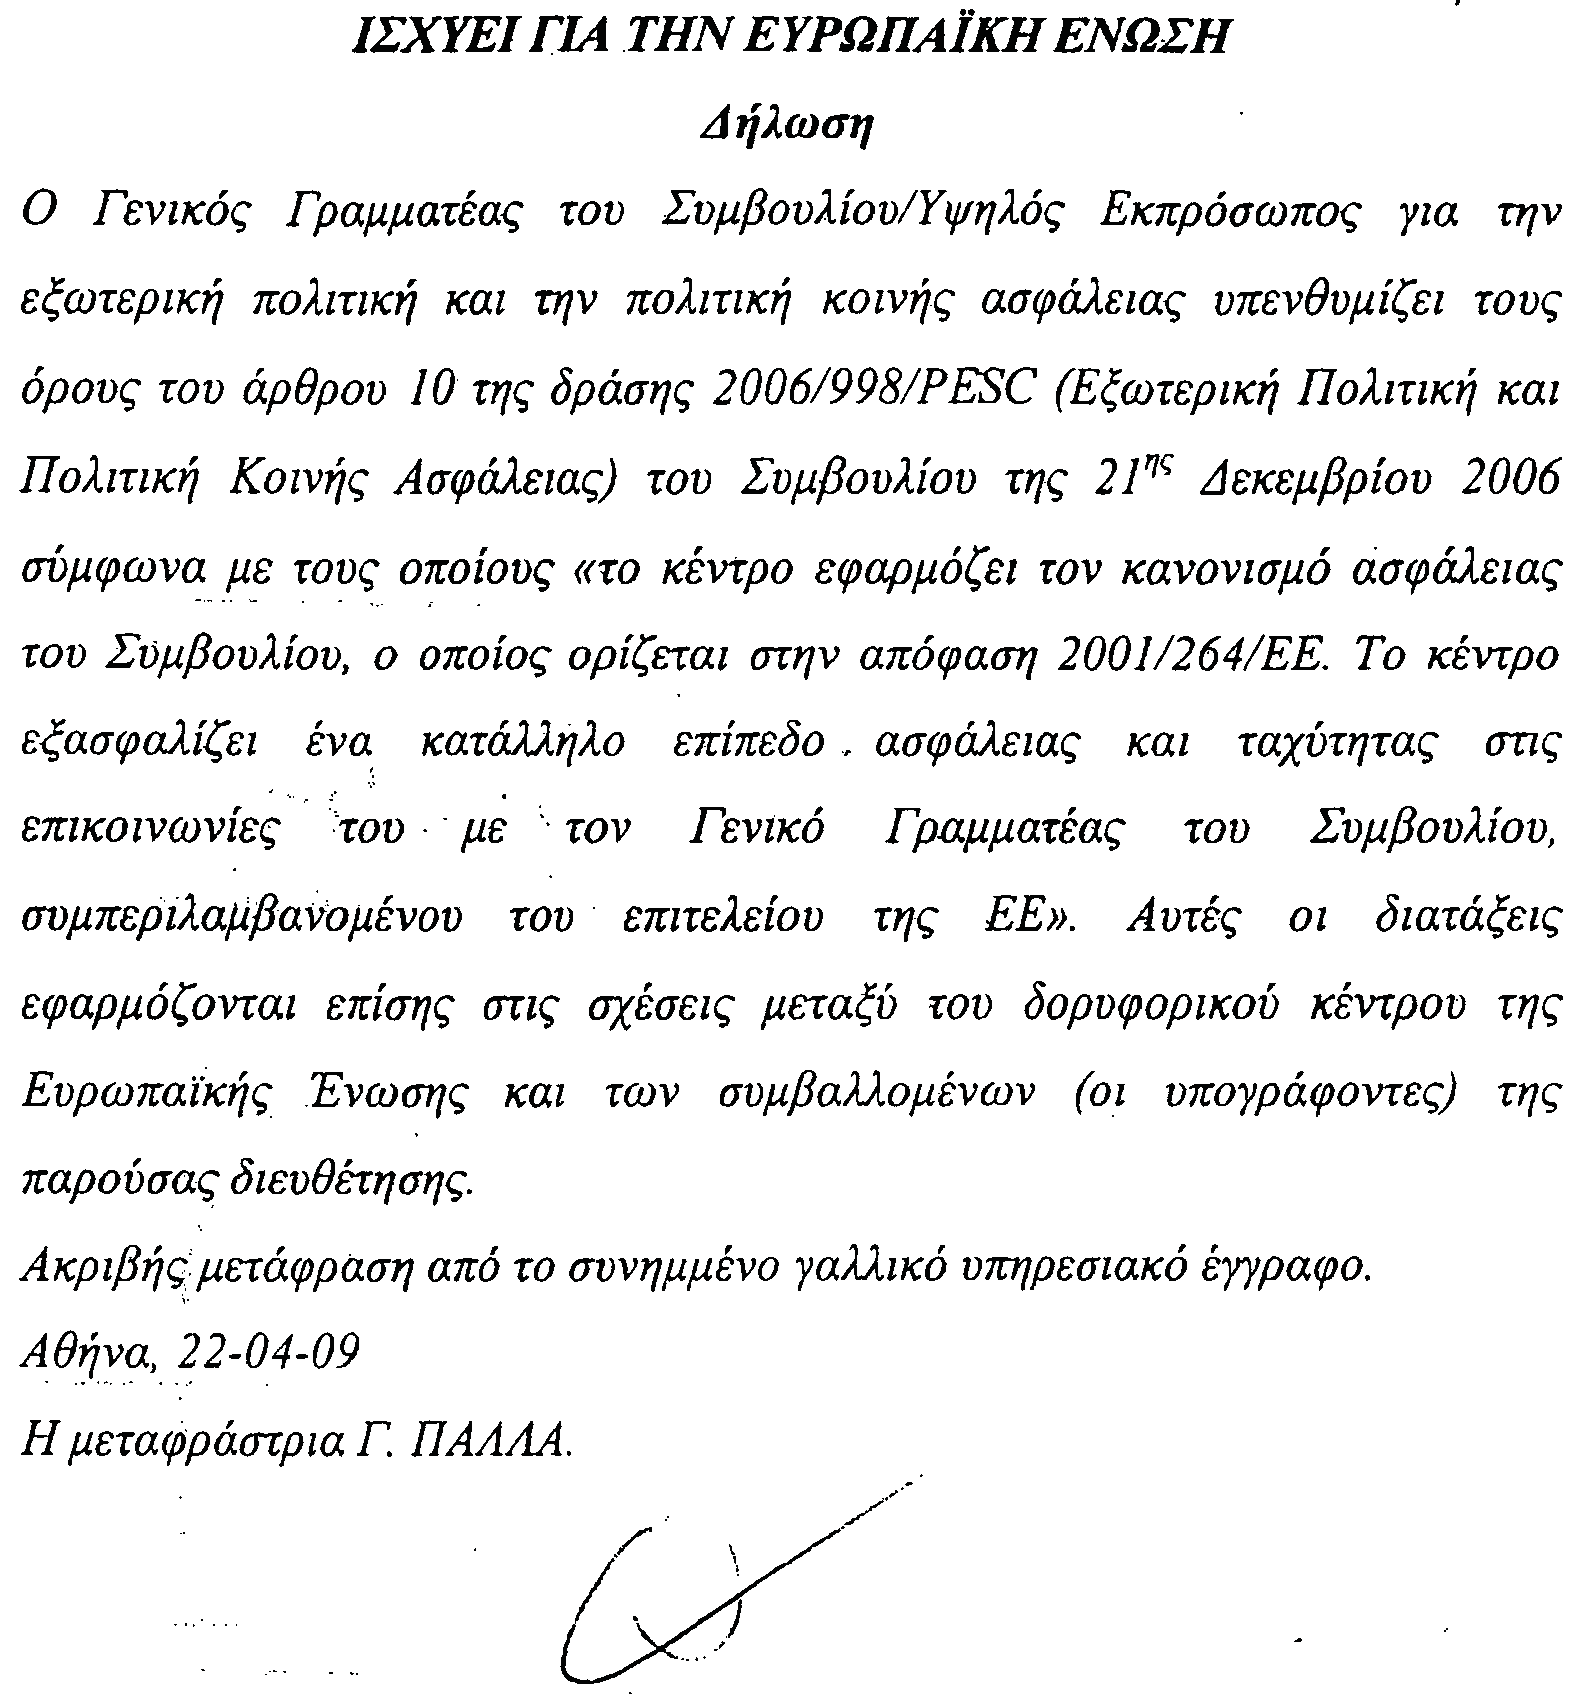 ΙΣΧΥΕΙ ΓΙΑ ΤΗΝ ΕΥΡΩΠΑΪΚΗ ΕΝΩΣΗ
Δήλωση
Ο Γενικός Γραμματέας του Συμβουλίου/Υψηλός Εκπρόσωπος για την
εξωτερική πολιτική και την πολιτική κοινής ασφάλειας υπενθυμίζει τους
όρους του άρθρου 10 της δράσης 2006/998/PESC (Εξωτερική Πολιτική και
Πολιτική Κοινής Ασφάλειας) του Συμβουλίου της 21ης Δεκεμβρίου 2006
σύμφωνα με τους οποίους «το κέντρο εφαρμόζει τον κανονισμό ασφάλειας
του Συμβουλίου, ο οποίος ορίζεται στην απόφαση 2001/264/ΕΕ. Το κέντρο
εξασφαλίζει ένα κατάλληλο επίπεδο ασφάλειας και ταχύτητας στις
επικοινωνίες του με τον Γενικό Γραμματέας του Συμβουλίου,
συμπεριλαμβανομένου του επιτελείου της ΕΕ». Αυτές οι διατάξεις
εφαρμόζονται επίσης στις σχέσεις μεταξύ του δορυφορικού κέντρου της
Ευρωπαϊκής Ένωσης και των συμβαλλομένων (οι υπογράφοντες) της
παρούσας διευθέτησης.
Ακριβής μετάφραση από το συνημμένο γαλλικό υπηρεσιακό έγγραφο.
Αθήνα, 22-04-09
Η μεταφράστρια Γ. ΠΑΛΛΑ.